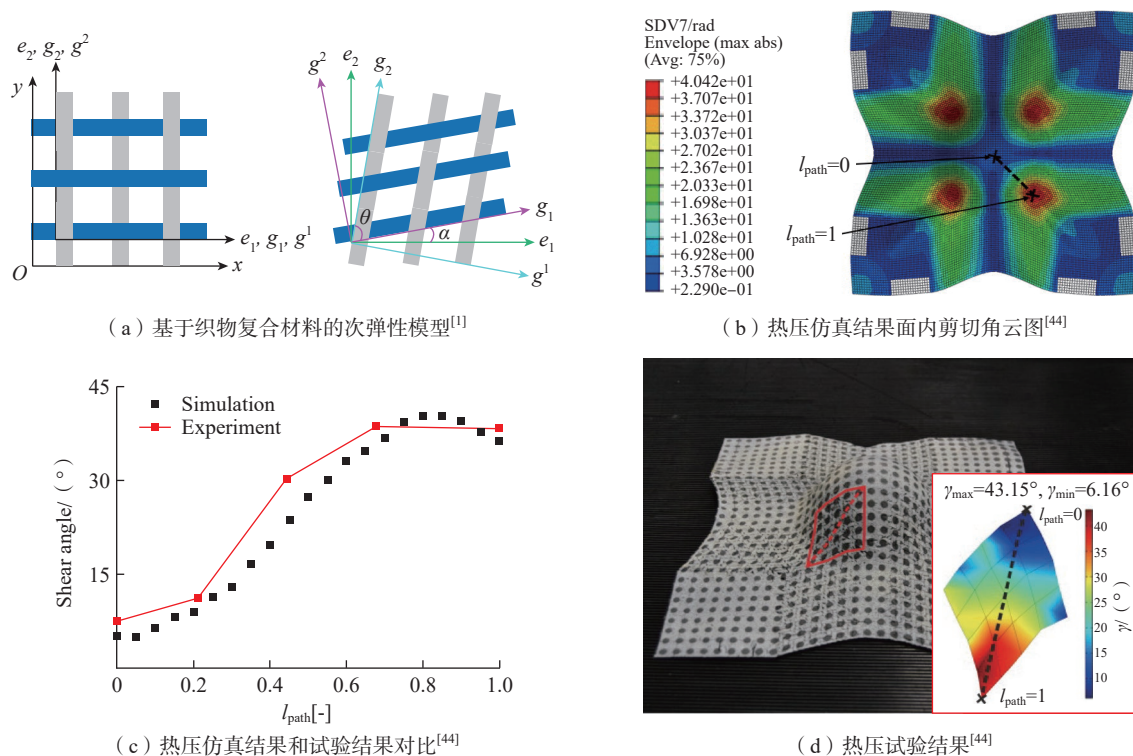 e₂, g₂, g²
y
e₁, g₁, g¹
O
x
g²
e₂
g₂
θ
α
g₁
e₁
g¹
（a）基于织物复合材料的次弹性模型[1]
SDV7/rad
Envelope (max abs)
(Avg: 75%)
+4.042e+01
+3.707e+01
+3.372e+01
+3.037e+01
+2.702e+01
+2.367e+01
+2.033e+01
+1.698e+01
+1.363e+01
+1.028e+01
+6.928e+00
+3.578e+00
+2.290e−01
l_path=0
l_path=1
（b）热压仿真结果面内剪切角云图[44]
45
30
15
0
0.2
0.4
0.6
0.8
1.0
Shear angle/（°）
Simulation
Experiment
l_path[-]
（c）热压仿真结果和试验结果对比[44]
γmax=43.15°, γmin=6.16°
l_path=0
40
35
30
25
20
15
10
γ/（°）
l_path=1
（d）热压试验结果[44]